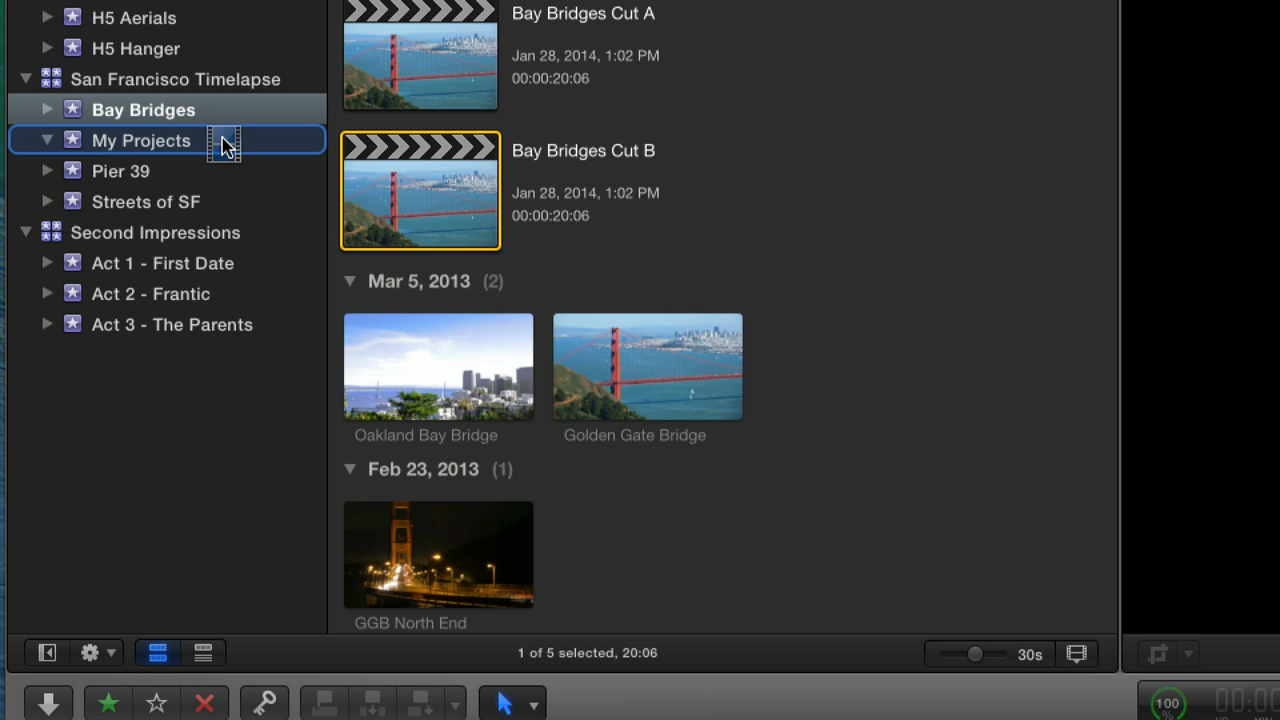 H5 Aerials
H5 Hanger
San Francisco Timelapse
Bay Bridges
My Projects
Pier 39
Streets of SF
Second Impressions
Act 1 - First Date
Act 2 - Frantic
Act 3 - The Parents
Bay Bridges Cut A
Jan 28, 2014, 1:02 PM
00:00:20:06
Bay Bridges Cut B
Jan 28, 2014, 1:02 PM
00:00:20:06
Mar 5, 2013 (2)
Oakland Bay Bridge
Golden Gate Bridge
Feb 23, 2013 (1)
GGB North End
1 of 5 selected, 20:06
30s
100
%